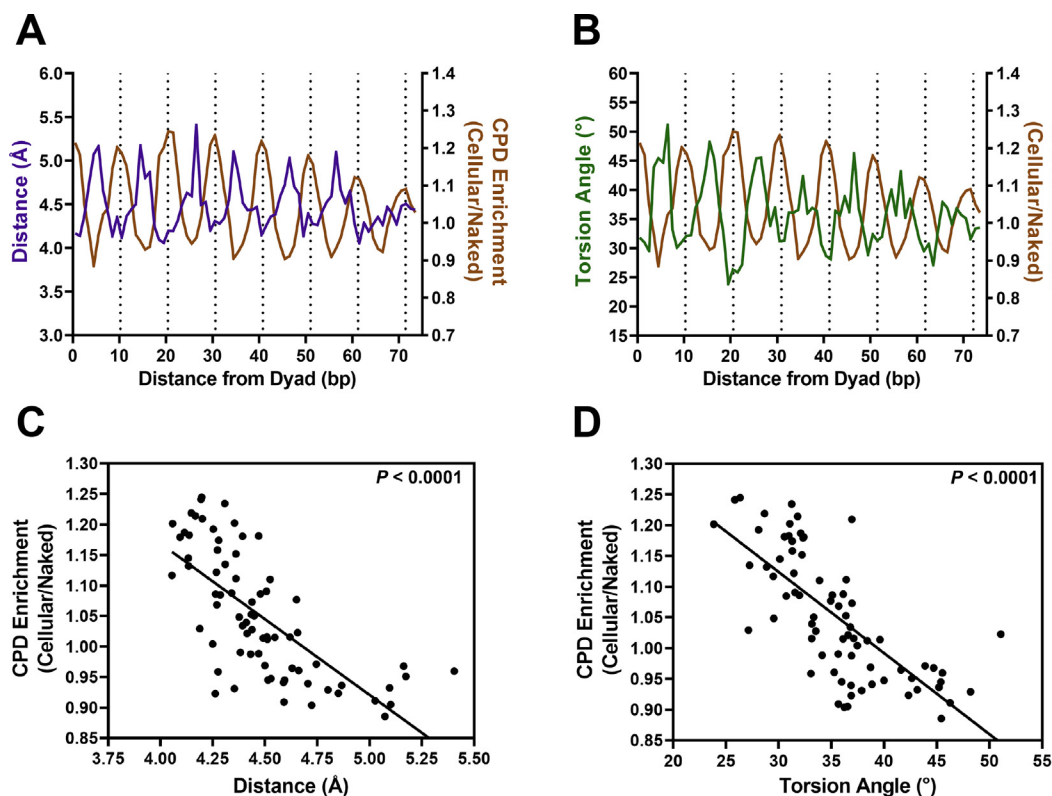 A
B
6.0
5.5
5.0
4.5
4.0
3.5
3.0
Distance (Å)
1.4
1.3
1.2
1.1
1.0
0.9
0.8
0.7
CPD Enrichment
(Cellular/Naked)
0 10 20 30 40 50 60 70
Distance from Dyad (bp)
60
55
50
45
40
35
30
25
20
15
Torsion Angle (°)
1.4
1.3
1.2
1.1
1.0
0.9
0.8
0.7
CPD Enrichment
(Cellular/Naked)
0 10 20 30 40 50 60 70
Distance from Dyad (bp)
C
D
P < 0.0001
1.30
1.25
1.20
1.15
1.10
1.05
1.00
0.95
0.90
0.85
CPD Enrichment
(Cellular/Naked)
3.75 4.00 4.25 4.50 4.75 5.00 5.25 5.50
Distance (Å)
P < 0.0001
1.30
1.25
1.20
1.15
1.10
1.05
1.00
0.95
0.90
0.85
CPD Enrichment
(Cellular/Naked)
20 25 30 35 40 45 50 55
Torsion Angle (°)